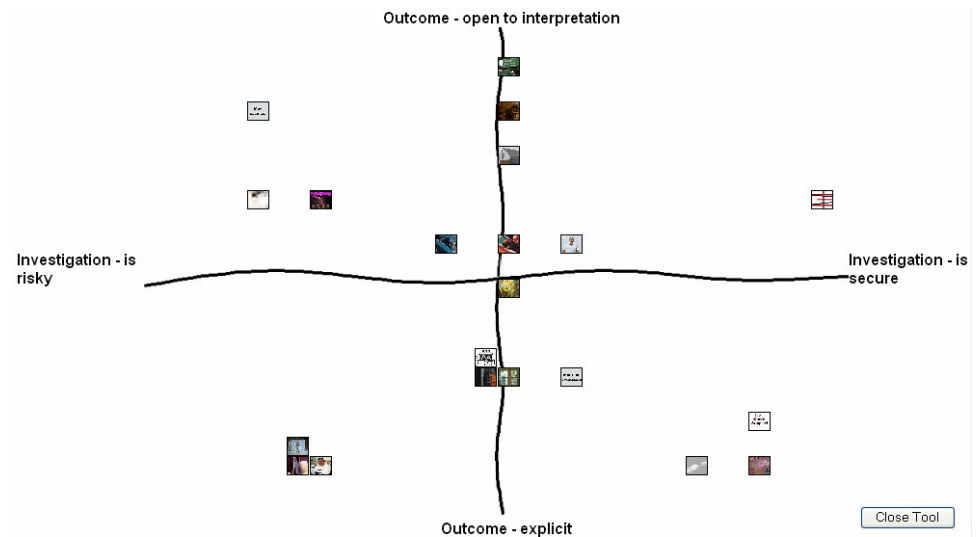 Outcome - open to interpretation
Investigation - is
risky
Investigation - is
secure
Outcome - explicit
Close Tool